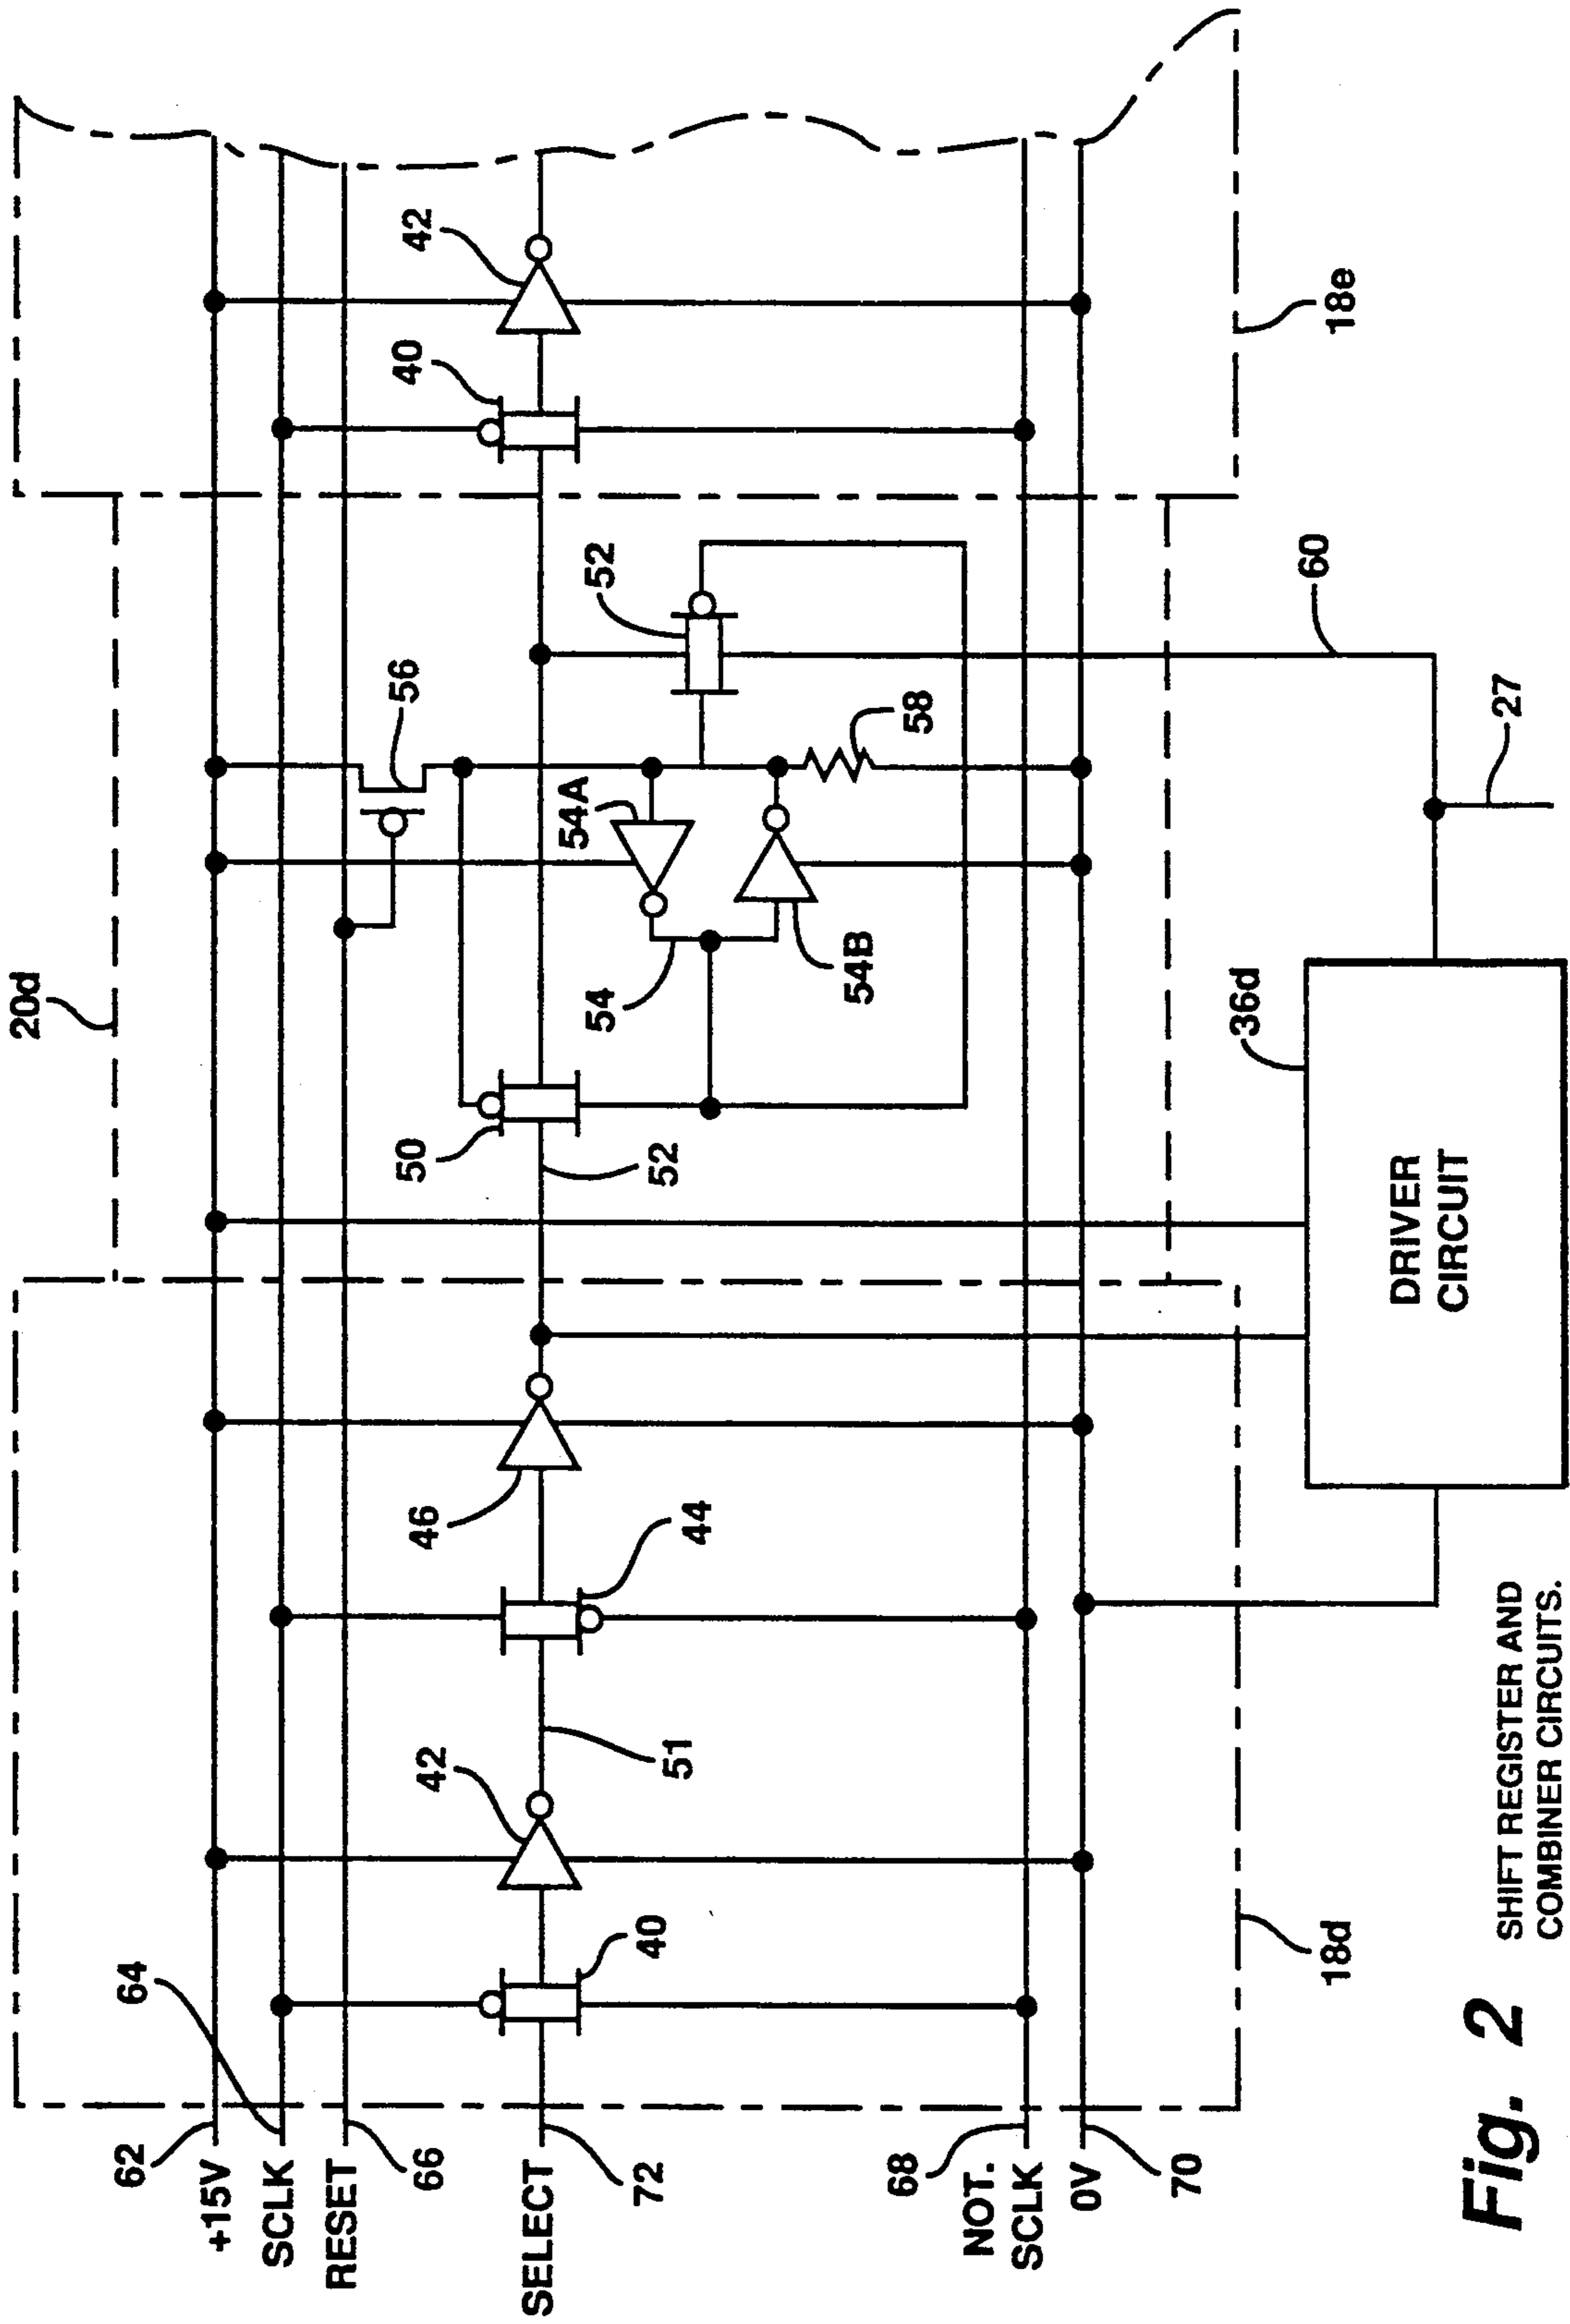 20d
62
+15V
64
SCLK
RESET
66
SELECT
72
40
42
51
44
46
52
50
54
54A
54B
56
58
52
40
42
68
NOT.
SCLK
0V
70
18d
18e
60
27
36d
DRIVER
CIRCUIT
Fig. 2
SHIFT REGISTER AND
COMBINER CIRCUITS.